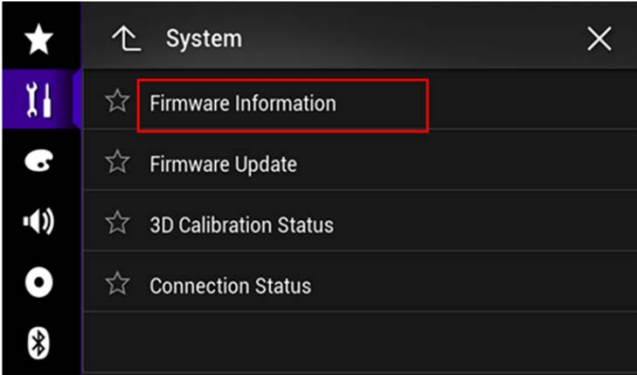 System
Firmware Information
Firmware Update
3D Calibration Status
Connection Status